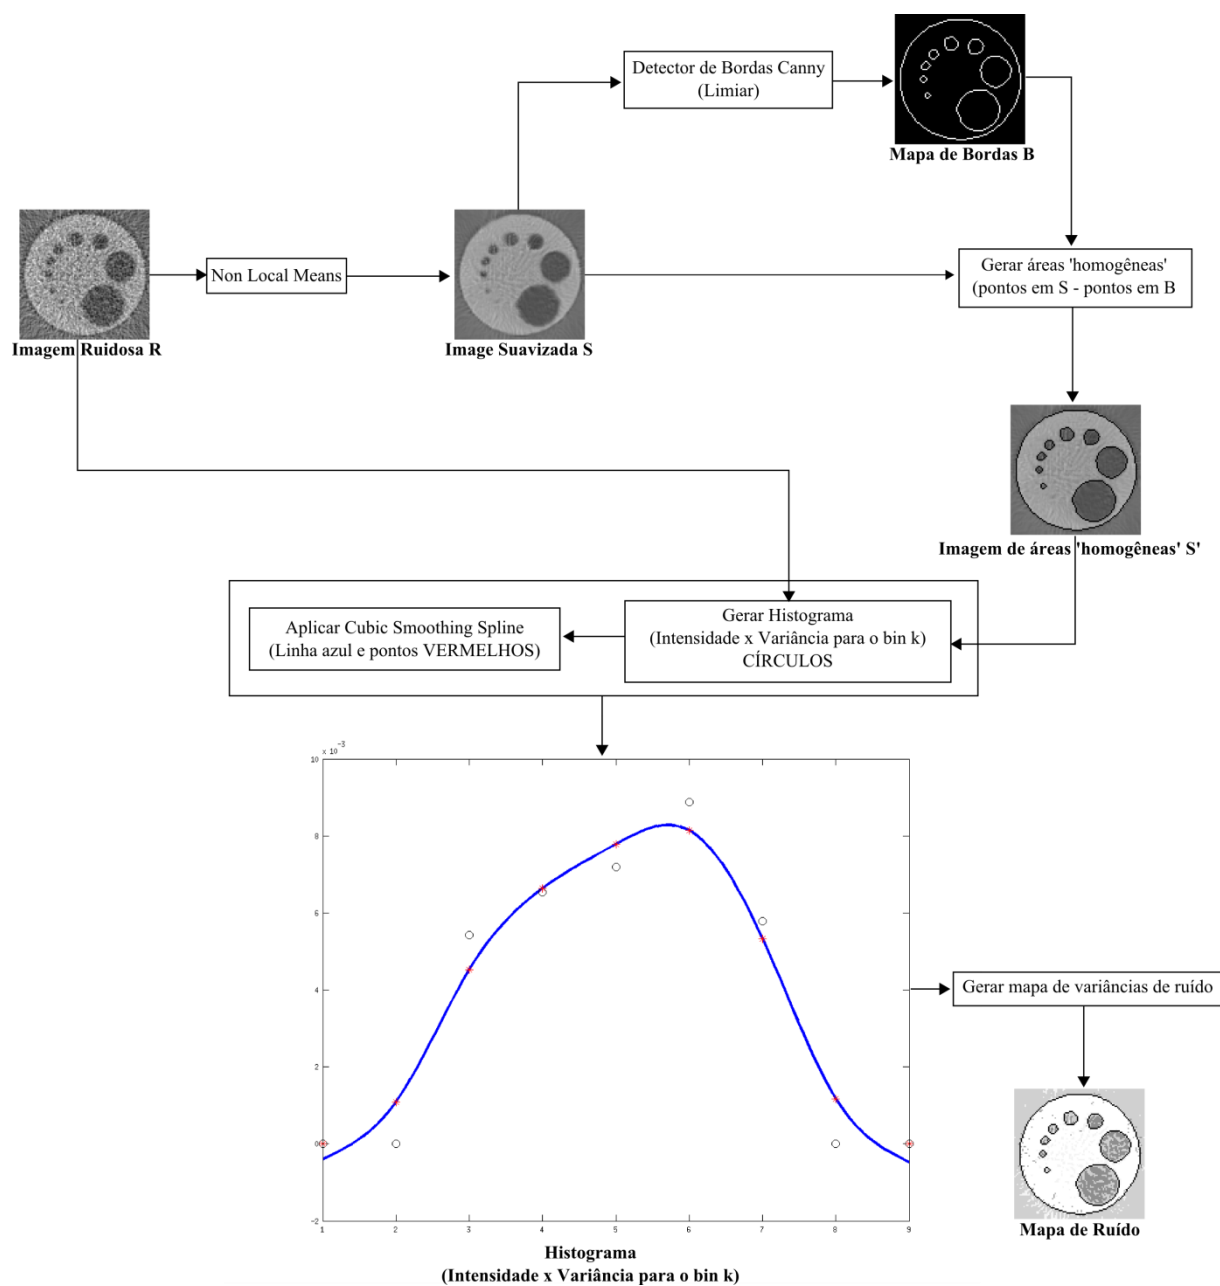 Detector de Bordas Canny
(Limiar)
Mapa de Bordas B
Non Local Means
Imagem Ruidosa R
Image Suavizada S
Gerar áreas 'homogêneas'
(pontos em S - pontos em B
Imagem de áreas 'homogêneas' S'
Aplicar Cubic Smoothing Spline
(Linha azul e pontos VERMELHOS)
Gerar Histograma
(Intensidade x Variância para o bin k)
CÍRCULOS
x 10⁻³
10
8
6
4
2
0
-2
1 2 3 4 5 6 7 8 9
Histograma
(Intensidade x Variância para o bin k)
Gerar mapa de variâncias de ruído
Mapa de Ruído